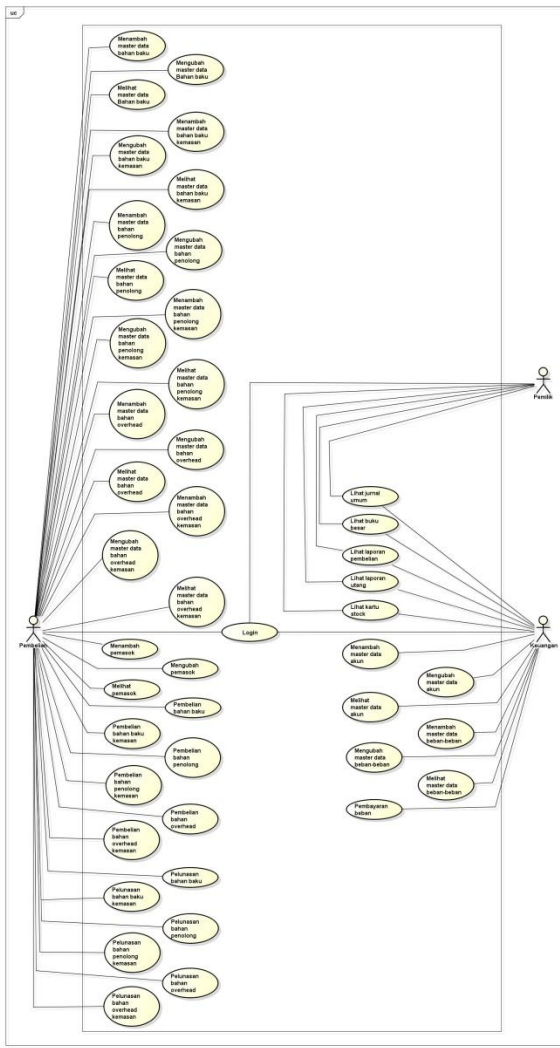 uc
Menambah
master data
bahan baku
Mengubah
master data
Bahan baku
Melihat
master data
Bahan baku
Menambah
master data
bahan baku
kemasan
Mengubah
master data
bahan baku
kemasan
Melihat
master data
bahan baku
kemasan
Menambah
master data
bahan
penolong
Mengubah
master data
bahan
penolong
Melihat
master data
bahan
penolong
Menambah
master data
bahan
penolong
kemasan
Mengubah
master data
bahan
penolong
kemasan
Melihat
master data
bahan
penolong
kemasan
Menambah
master data
bahan
overhead
Mengubah
master data
bahan
overhead
Melihat
master data
bahan
overhead
Menambah
master data
bahan
overhead
kemasan
Mengubah
master data
bahan
overhead
kemasan
Melihat
master data
bahan
overhead
kemasan
Pembelian
Login
Menambah
pemasok
Mengubah
pemasok
Melihat
pemasok
Pembelian
bahan baku
Pembelian
bahan baku
kemasan
Pembelian
bahan
penolong
Pembelian
bahan
penolong
kemasan
Pembelian
bahan
overhead
Pembelian
bahan
overhead
kemasan
Pelunasan
bahan baku
Pelunasan
bahan baku
kemasan
Pelunasan
bahan
penolong
Pelunasan
bahan
penolong
kemasan
Pelunasan
bahan
overhead
Pelunasan
bahan
overhead
kemasan
Pemilik
Lihat jurnal
umum
Lihat buku
besar
Lihat laporan
pembelian
Lihat laporan
utang
Lihat kartu
stock
Keuangan
Menambah
master data
akun
Mengubah
master data
akun
Melihat
master data
akun
Menambah
master data
beban-beban
Mengubah
master data
beban-beban
Melihat
master data
beban-beban
Pembayaran
beban